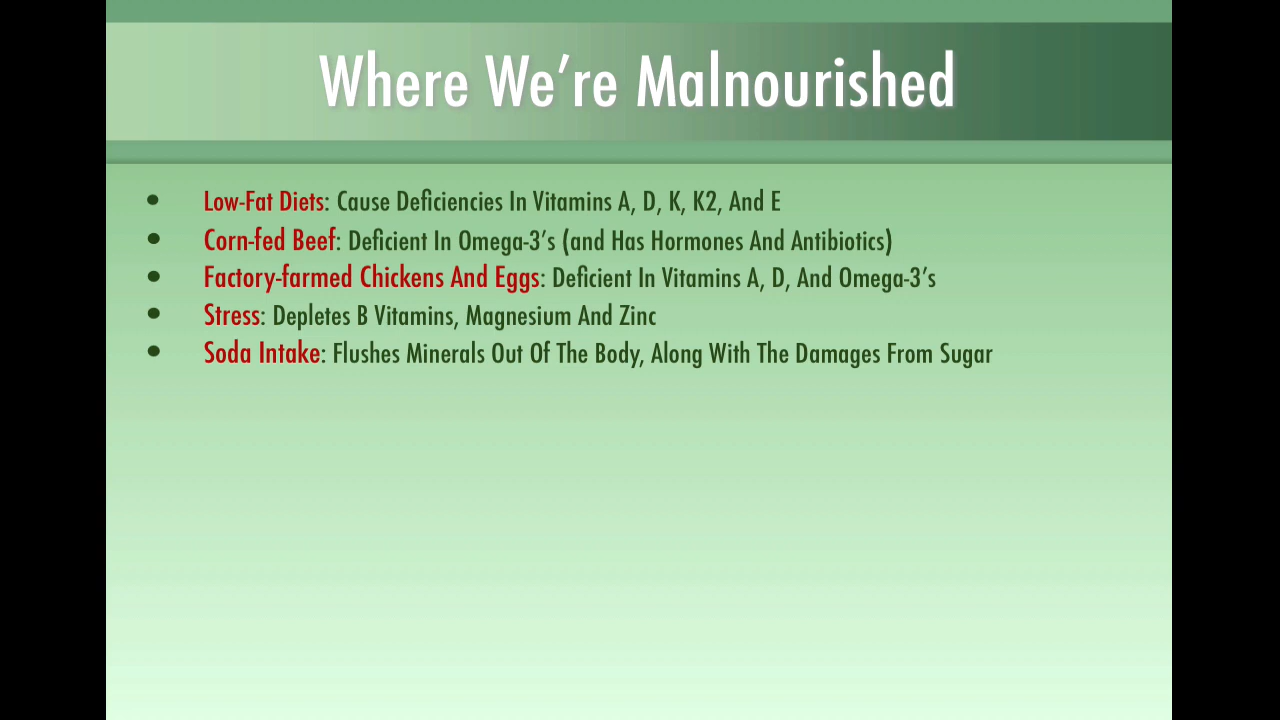 Where We’re Malnourished
• Low-Fat Diets: Cause Deficiencies In Vitamins A, D, K, K2, And E
• Corn-fed Beef: Deficient In Omega-3’s (and Has Hormones And Antibiotics)
• Factory-farmed Chickens And Eggs: Deficient In Vitamins A, D, And Omega-3’s
• Stress: Depletes B Vitamins, Magnesium And Zinc
• Soda Intake: Flushes Minerals Out Of The Body, Along With The Damages From Sugar